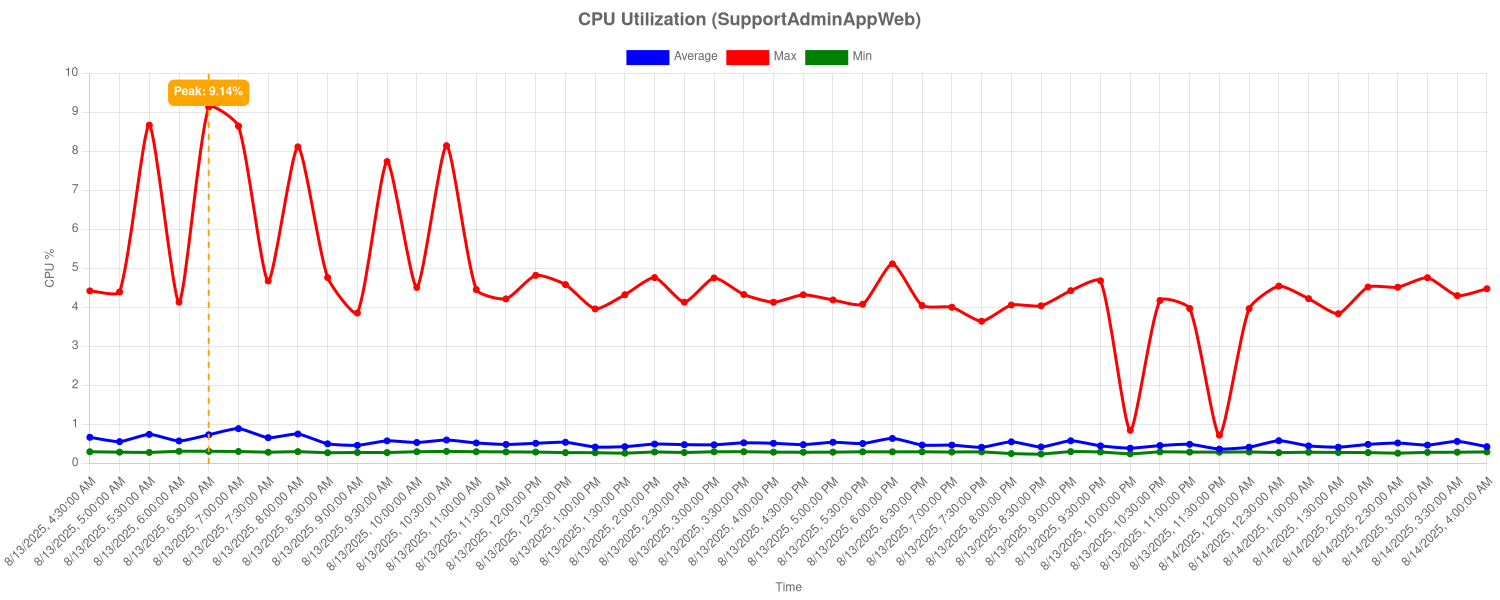 CPU Utilization (SupportAdminAppWeb)
Average
Max
Min
Peak: 9.14%
10
9
8
7
6
5
4
3
2
1
0
CPU %
8/13/2025, 4:30:00 AM
8/13/2025, 5:00:00 AM
8/13/2025, 5:30:00 AM
8/13/2025, 6:00:00 AM
8/13/2025, 6:30:00 AM
8/13/2025, 7:00:00 AM
8/13/2025, 7:30:00 AM
8/13/2025, 8:00:00 AM
8/13/2025, 8:30:00 AM
8/13/2025, 9:00:00 AM
8/13/2025, 9:30:00 AM
8/13/2025, 10:00:00 AM
8/13/2025, 10:30:00 AM
8/13/2025, 11:00:00 AM
8/13/2025, 11:30:00 AM
8/13/2025, 12:00:00 PM
8/13/2025, 12:30:00 PM
8/13/2025, 1:00:00 PM
8/13/2025, 1:30:00 PM
8/13/2025, 2:00:00 PM
8/13/2025, 2:30:00 PM
8/13/2025, 3:00:00 PM
8/13/2025, 3:30:00 PM
8/13/2025, 4:00:00 PM
8/13/2025, 4:30:00 PM
8/13/2025, 5:00:00 PM
8/13/2025, 5:30:00 PM
8/13/2025, 6:00:00 PM
8/13/2025, 6:30:00 PM
8/13/2025, 7:00:00 PM
8/13/2025, 7:30:00 PM
8/13/2025, 8:00:00 PM
8/13/2025, 8:30:00 PM
8/13/2025, 9:00:00 PM
8/13/2025, 9:30:00 PM
8/13/2025, 10:00:00 PM
8/13/2025, 10:30:00 PM
8/13/2025, 11:00:00 PM
8/13/2025, 11:30:00 PM
8/14/2025, 12:00:00 AM
8/14/2025, 12:30:00 AM
8/14/2025, 1:00:00 AM
8/14/2025, 1:30:00 AM
8/14/2025, 2:00:00 AM
8/14/2025, 2:30:00 AM
8/14/2025, 3:00:00 AM
8/14/2025, 3:30:00 AM
8/14/2025, 4:00:00 AM
Time